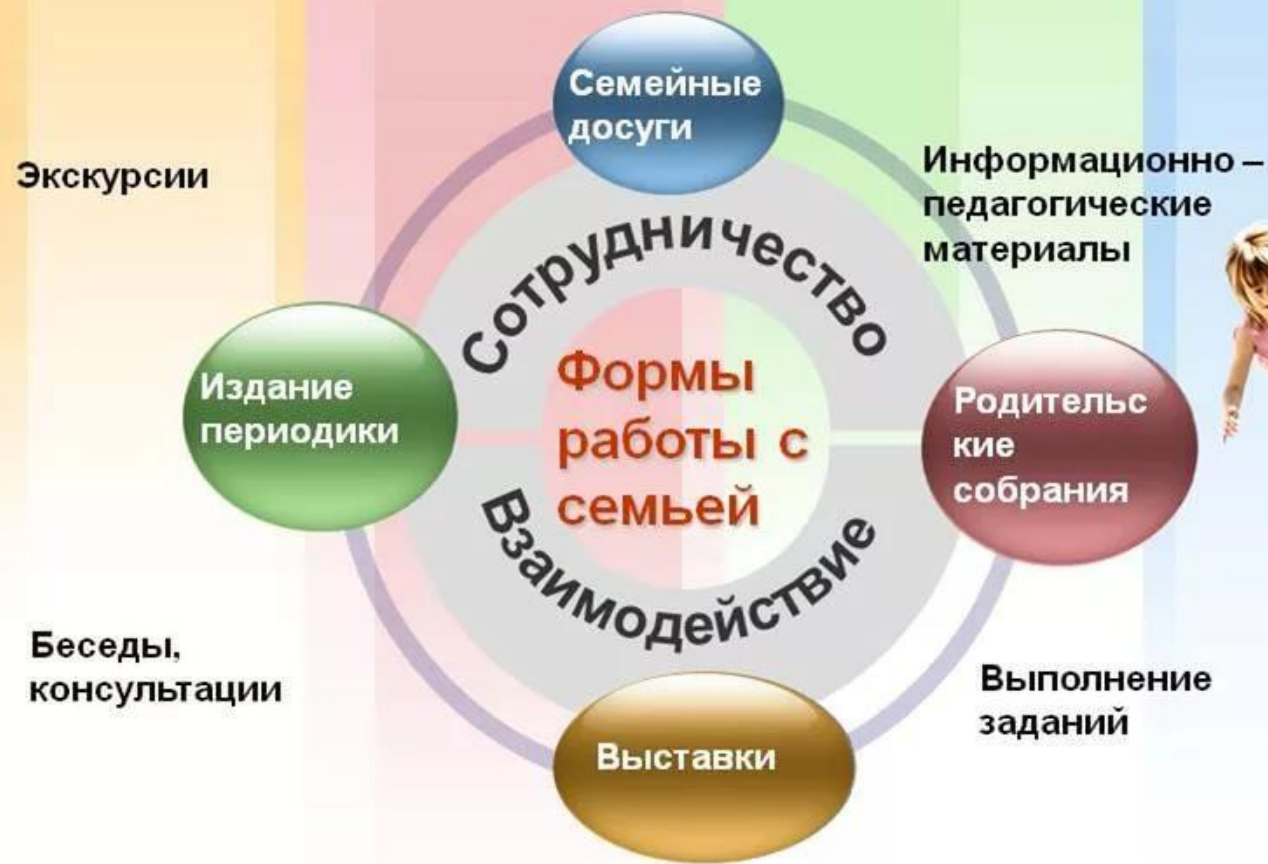 Семейные
досуги
Экскурсии
Информационно –
педагогические
материалы
Сотрудничество
Издание
периодики
Формы
работы с
семьей
Родительс
кие
собрания
Взаимодействие
Беседы,
консультации
Выполнение
заданий
Выставки